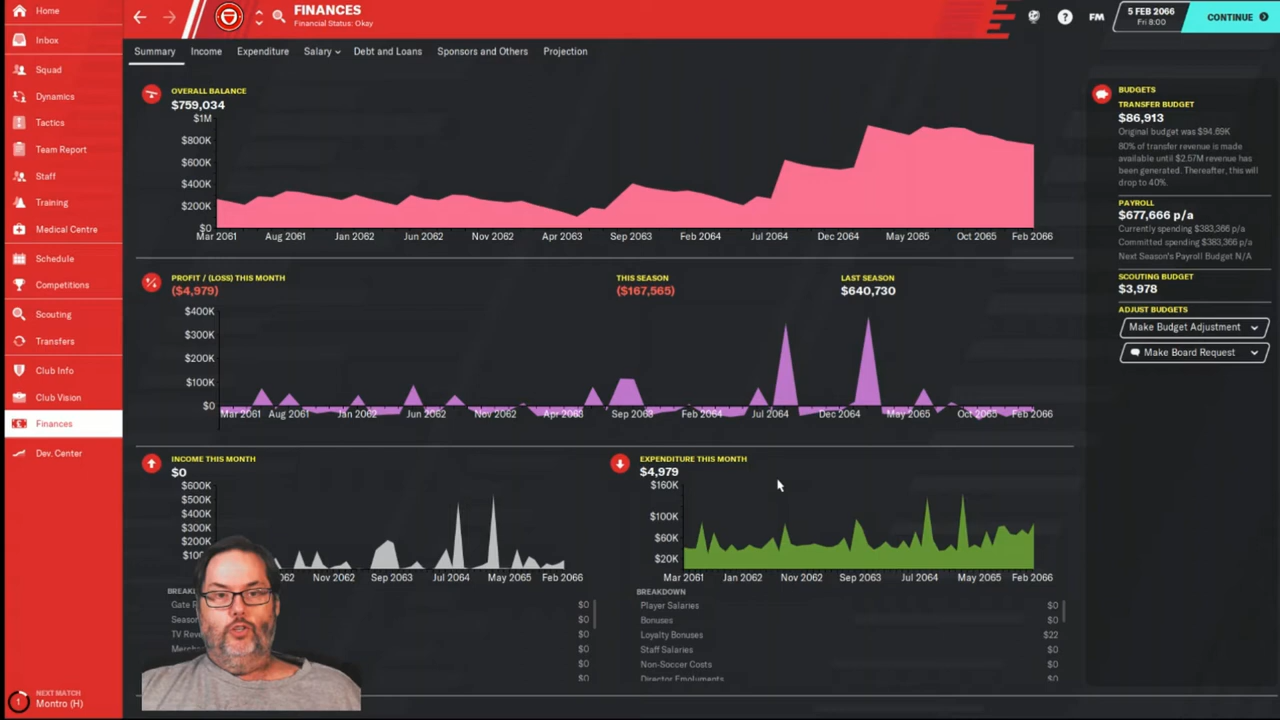 Home
Inbox
Squad
Dynamics
Tactics
Team Report
Staff
Training
Medical Centre
Schedule
Competitions
Scouting
Transfers
Club Info
Club Vision
Finances
Dev. Center
1
NEXT MATCH
Montro (H)
FINANCES
Financial Status: Okay
?
FM
5 FEB 2066
Fri 8:00
CONTINUE
Summary
Income
Expenditure
Salary
Debt and Loans
Sponsors and Others
Projection
OVERALL BALANCE
$759,034
$1M
$800K
$600K
$400K
$200K
$0
Mar 2061 Aug 2061 Jan 2062 Jun 2062 Nov 2062 Apr 2063 Sep 2063 Feb 2064 Jul 2064 Dec 2064 May 2065 Oct 2065 Feb 2066
PROFIT / (LOSS) THIS MONTH
($4,979)
THIS SEASON
($167,565)
LAST SEASON
$640,730
$400K
$300K
$200K
$100K
$0
Mar 2061 Aug 2061 Jan 2062 Jun 2062 Nov 2062 Apr 2063 Sep 2063 Feb 2064 Jul 2064 Dec 2064 May 2065 Oct 2065 Feb 2066
INCOME THIS MONTH
$0
$600K
$500K
$400K
$300K
$200K
Nov 2062 Sep 2063 Jul 2064 May 2065 Feb 2066
Gate
$0
Season
$0
TV Rev
$0
$0
$0
$0
EXPENDITURE THIS MONTH
$4,979
$160K
$100K
$60K
$20K
Mar 2061 Jan 2062 Nov 2062 Sep 2063 Jul 2064 May 2065 Feb 2066
BREAKDOWN
Player Salaries $0
Bonuses $0
Loyalty Bonuses $22
Staff Salaries $0
Non-Soccer Costs $0
Director Emoluments $0
BUDGETS
TRANSFER BUDGET
$86,913
Original budget was $94.69K
80% of transfer revenue is made
available until $2.57M revenue has
been generated. Thereafter, this will
drop to 40%.
PAYROLL
$677,666 p/a
Currently spending $383,366 p/a
Committed spending $383,366 p/a
Next Season's Payroll Budget N/A
SCOUTING BUDGET
$3,978
ADJUST BUDGETS
Make Budget Adjustment
Make Board Request